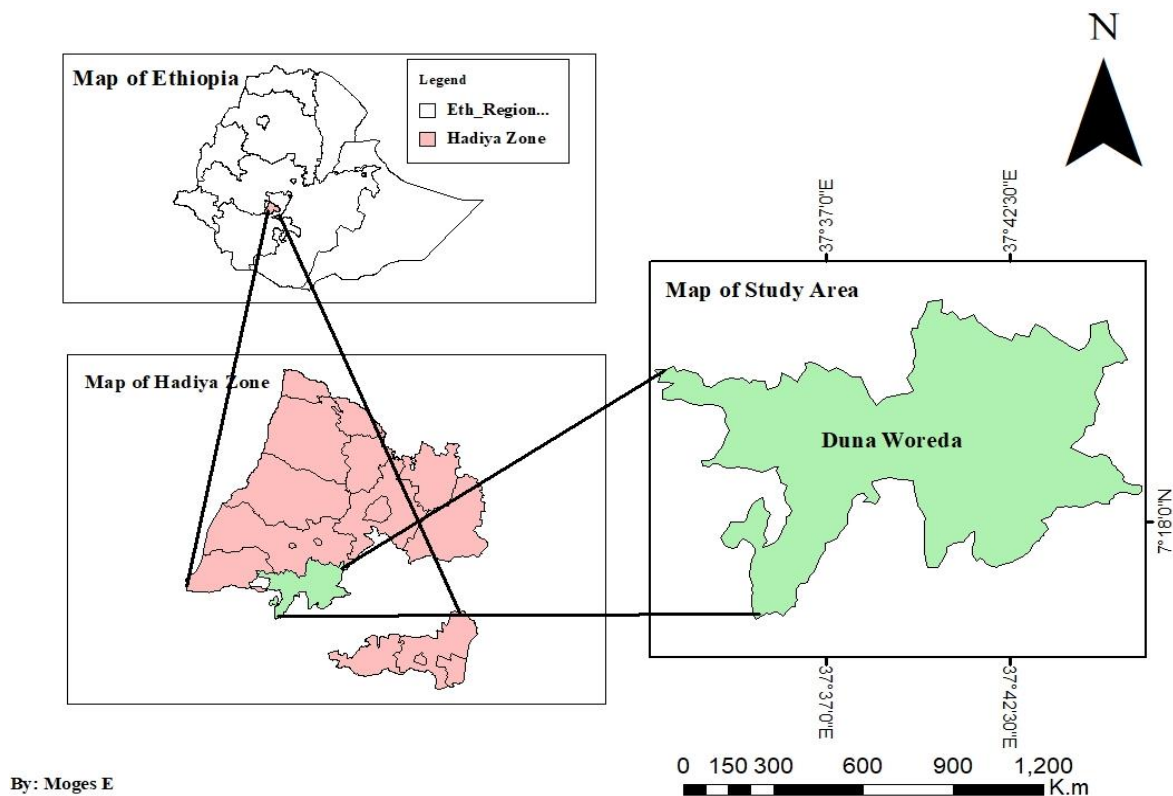 N
Map of Ethiopia
Legend
Eth_Region...
Hadiya Zone
37°37'0"E
37°42'30"E
Map of Study Area
Map of Hadiya Zone
Duna Woreda
7°18'0"N
37°37'0"E
37°42'30"E
0 150 300 600 900 1,200
K.m
By: Moges E